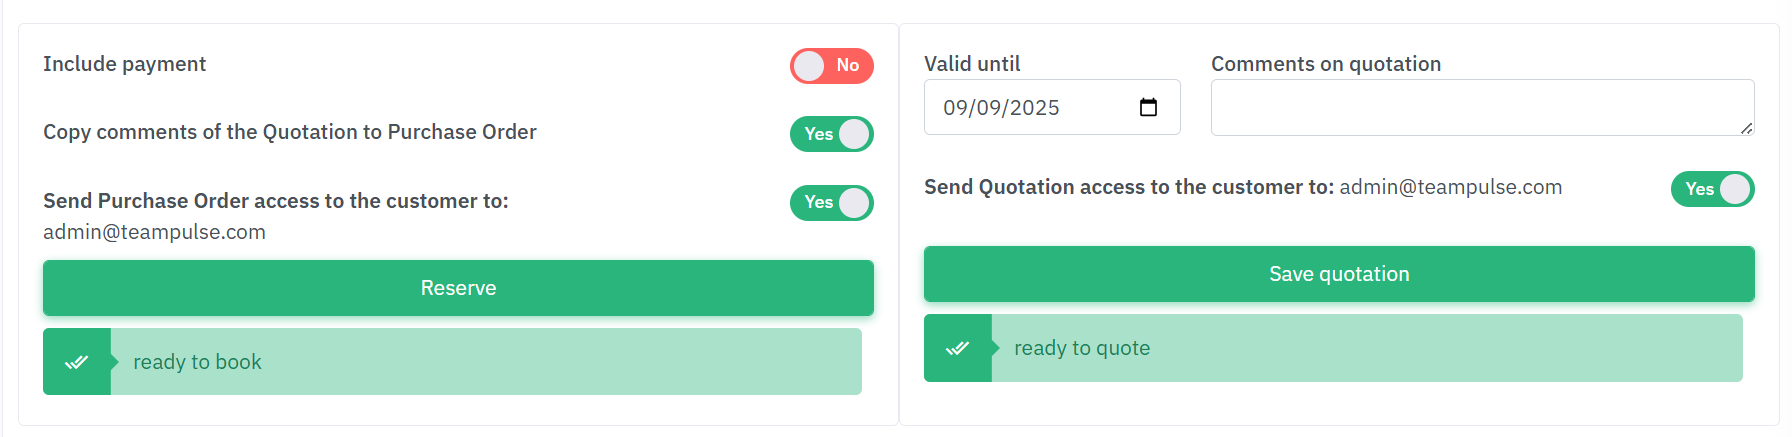 Include payment
No
Copy comments of the Quotation to Purchase Order
Yes
Send Purchase Order access to the customer to:
admin@teampulse.com
Yes
Reserve
ready to book
Valid until
09/09/2025
Comments on quotation
Send Quotation access to the customer to: admin@teampulse.com
Yes
Save quotation
ready to quote